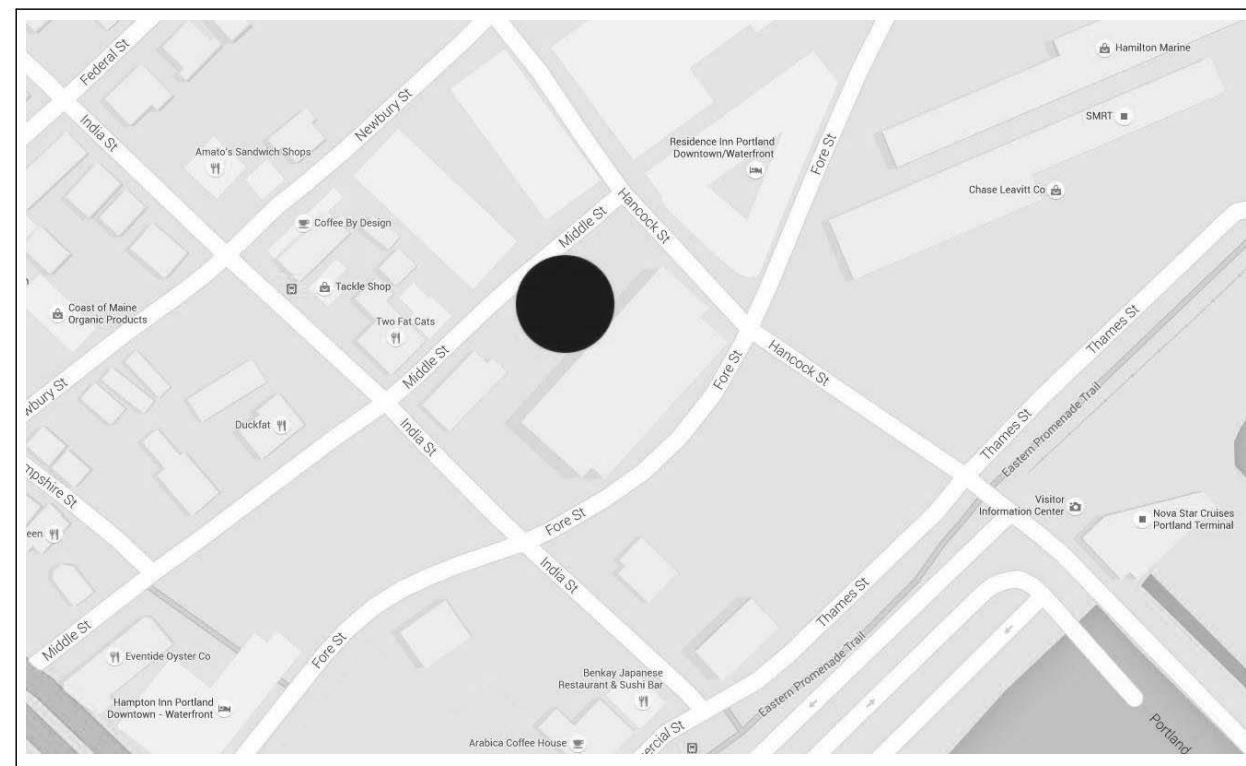 Federal St
India St
Newbury St
Hamilton Marine
SMRT
Residence Inn Portland
Downtown/Waterfront
Fore St
Chase Leavitt Co
Amato's Sandwich Shops
Hancock St
Middle St
Coffee By Design
Tackle Shop
Coast of Maine
Organic Products
Two Fat Cats
Middle St
Fore St
Hancock St
Thames St
wbury St
Duckfat
India St
Thames St
Eastern Promenade Trail
mpshire St
een
Fore St
Visitor
Information Center
Nova Star Cruises
Portland Terminal
India St
Thames St
Middle St
Fore St
Eventide Oyster Co
Eastern Promenade Trail
Benkay Japanese
Restaurant & Sushi Bar
Hampton Inn Portland
Downtown - Waterfront
Arabica Coffee House
ercial St
Portland